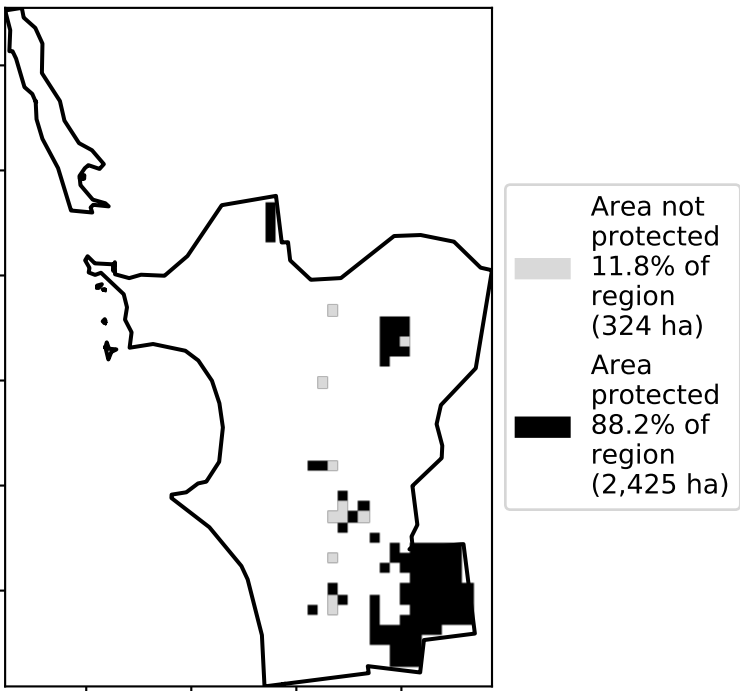 Area not
protected
11.8% of
region
(324 ha)
Area
protected
88.2% of
region
(2,425 ha)